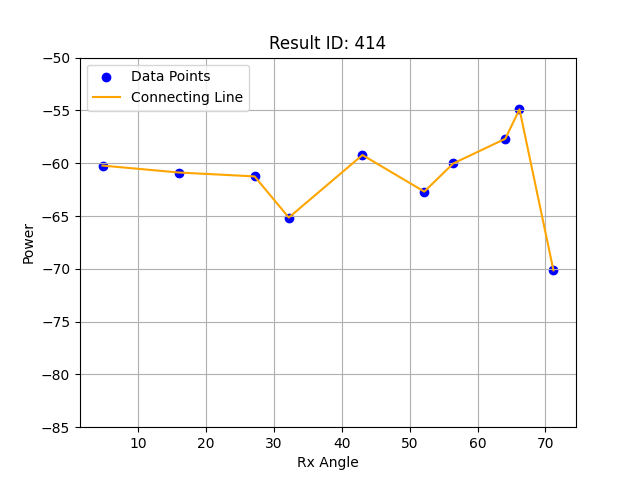 Result ID: 414
Data Points
Connecting Line
−50
−55
−60
−65
−70
−75
−80
−85
Power
10 20 30 40 50 60 70
Rx Angle